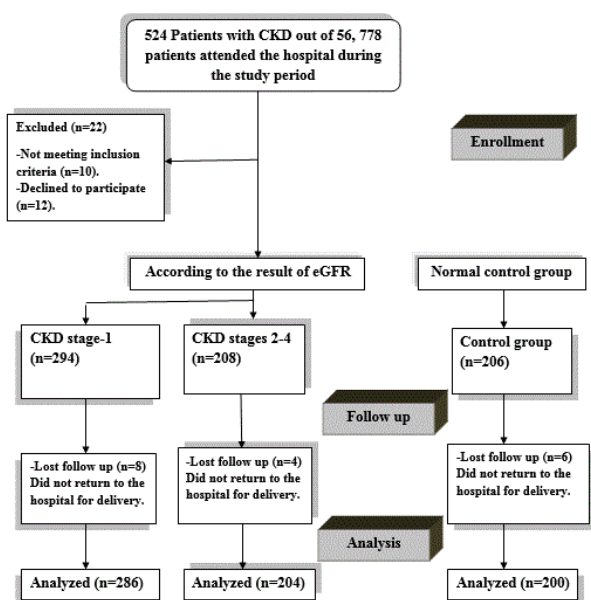 524 Patients with CKD out of 56, 778
patients attended the hospital during
the study period
Excluded (n=22)
-Not meeting inclusion
criteria (n=10).
-Declined to participate
(n=12).
Enrollment
According to the result of eGFR
Normal control group
CKD stage-1
(n=294)
CKD stages 2-4
(n=208)
Control group
(n=206)
Follow up
-Lost follow up (n=8)
Did not return to the
hospital for delivery.
-Lost follow up (n=4)
Did not return to the
hospital for delivery.
-Lost follow up (n=6)
Did not return to the
hospital for delivery.
Analysis
Analyzed (n=286)
Analyzed (n=204)
Analyzed (n=200)